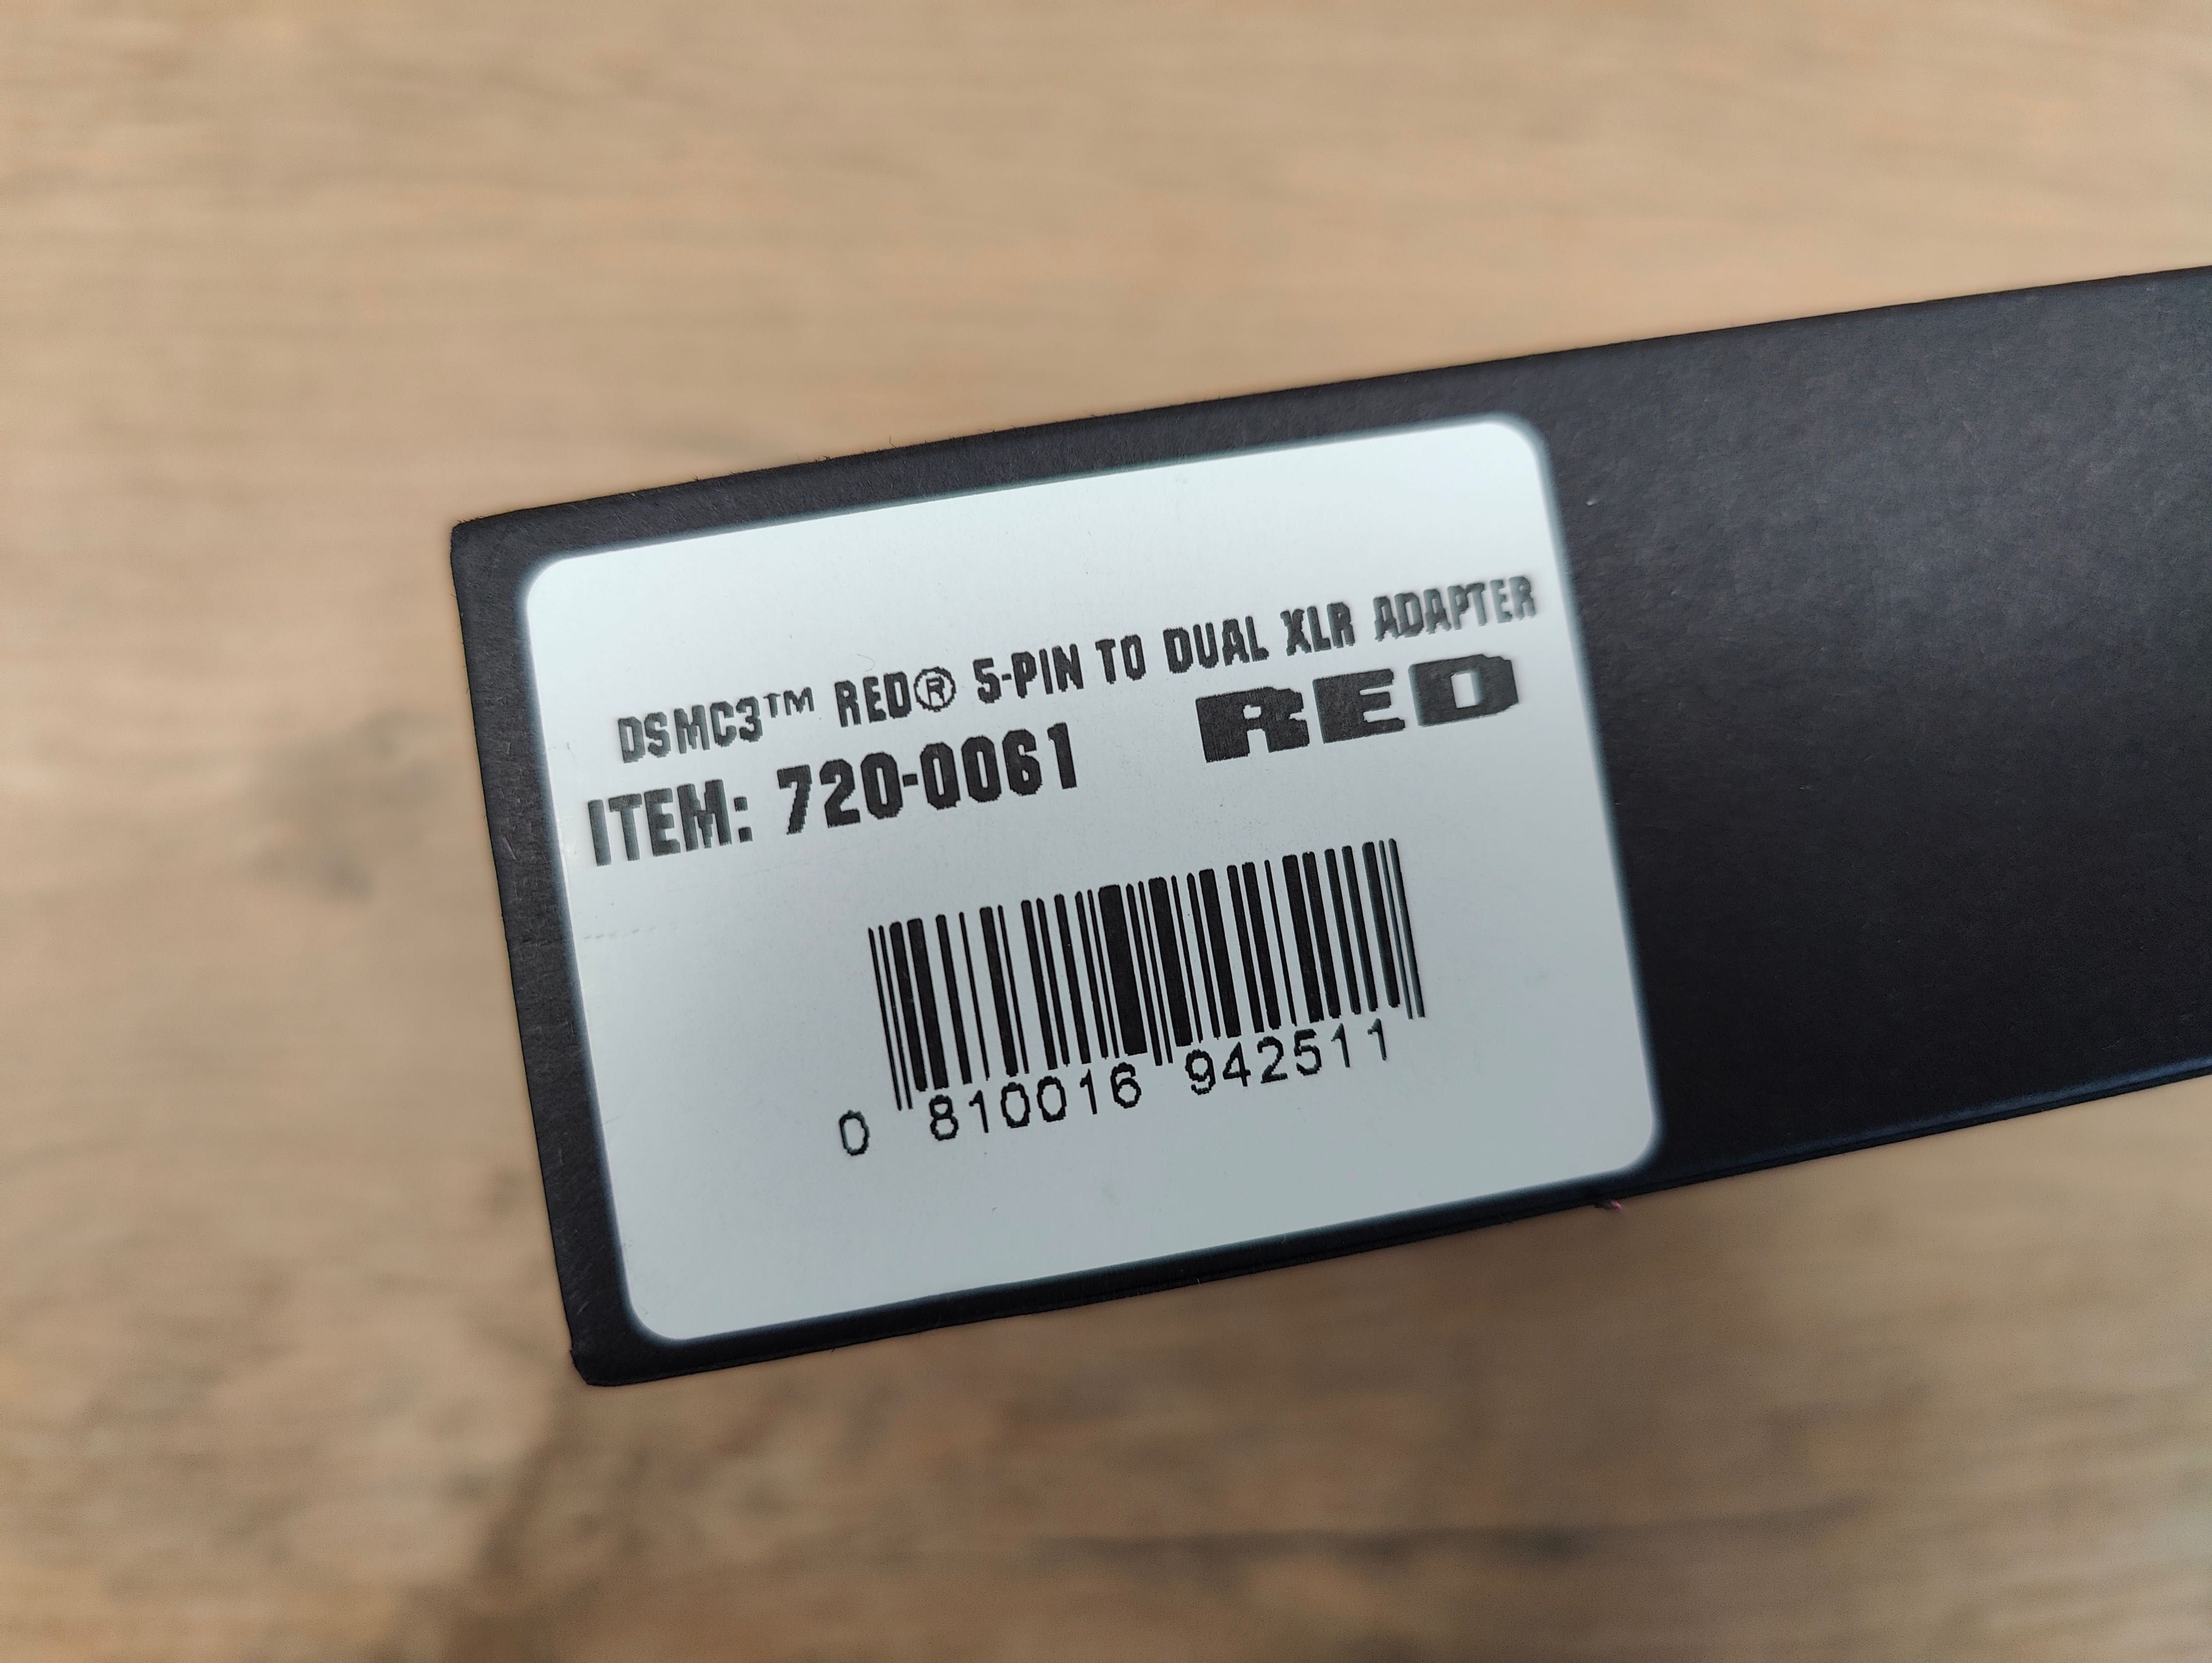 DSMC3™ RED® 5-PIN TO DUAL XLR ADAPTER
ITEM: 720-0061
RED
0 810016 942511